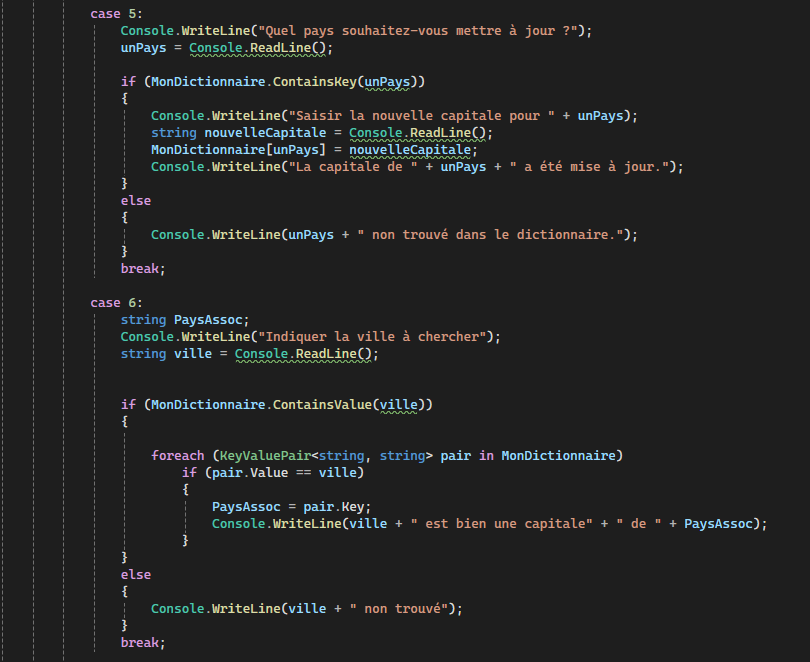 case 5:
Console.WriteLine("Quel pays souhaitez-vous mettre à jour ?");
unPays = Console.ReadLine();
if (MonDictionnaire.ContainsKey(unPays))
{
Console.WriteLine("Saisir la nouvelle capitale pour " + unPays);
string nouvelleCapitale = Console.ReadLine();
MonDictionnaire[unPays] = nouvelleCapitale;
Console.WriteLine("La capitale de " + unPays + " a été mise à jour.");
}
else
{
Console.WriteLine(unPays + " non trouvé dans le dictionnaire.");
}
break;
case 6:
string PaysAssoc;
Console.WriteLine("Indiquer la ville à chercher");
string ville = Console.ReadLine();
if (MonDictionnaire.ContainsValue(ville))
{
foreach (KeyValuePair<string, string> pair in MonDictionnaire)
if (pair.Value == ville)
{
PaysAssoc = pair.Key;
Console.WriteLine(ville + " est bien une capitale" + " de " + PaysAssoc);
}
}
else
{
Console.WriteLine(ville + " non trouvé");
}
break;